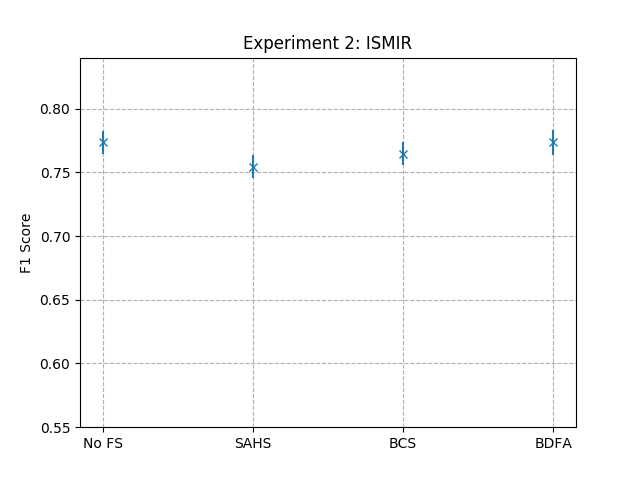 Experiment 2: ISMIR
0.80
0.75
0.70
0.65
0.60
0.55
F1 Score
No FS
SAHS
BCS
BDFA